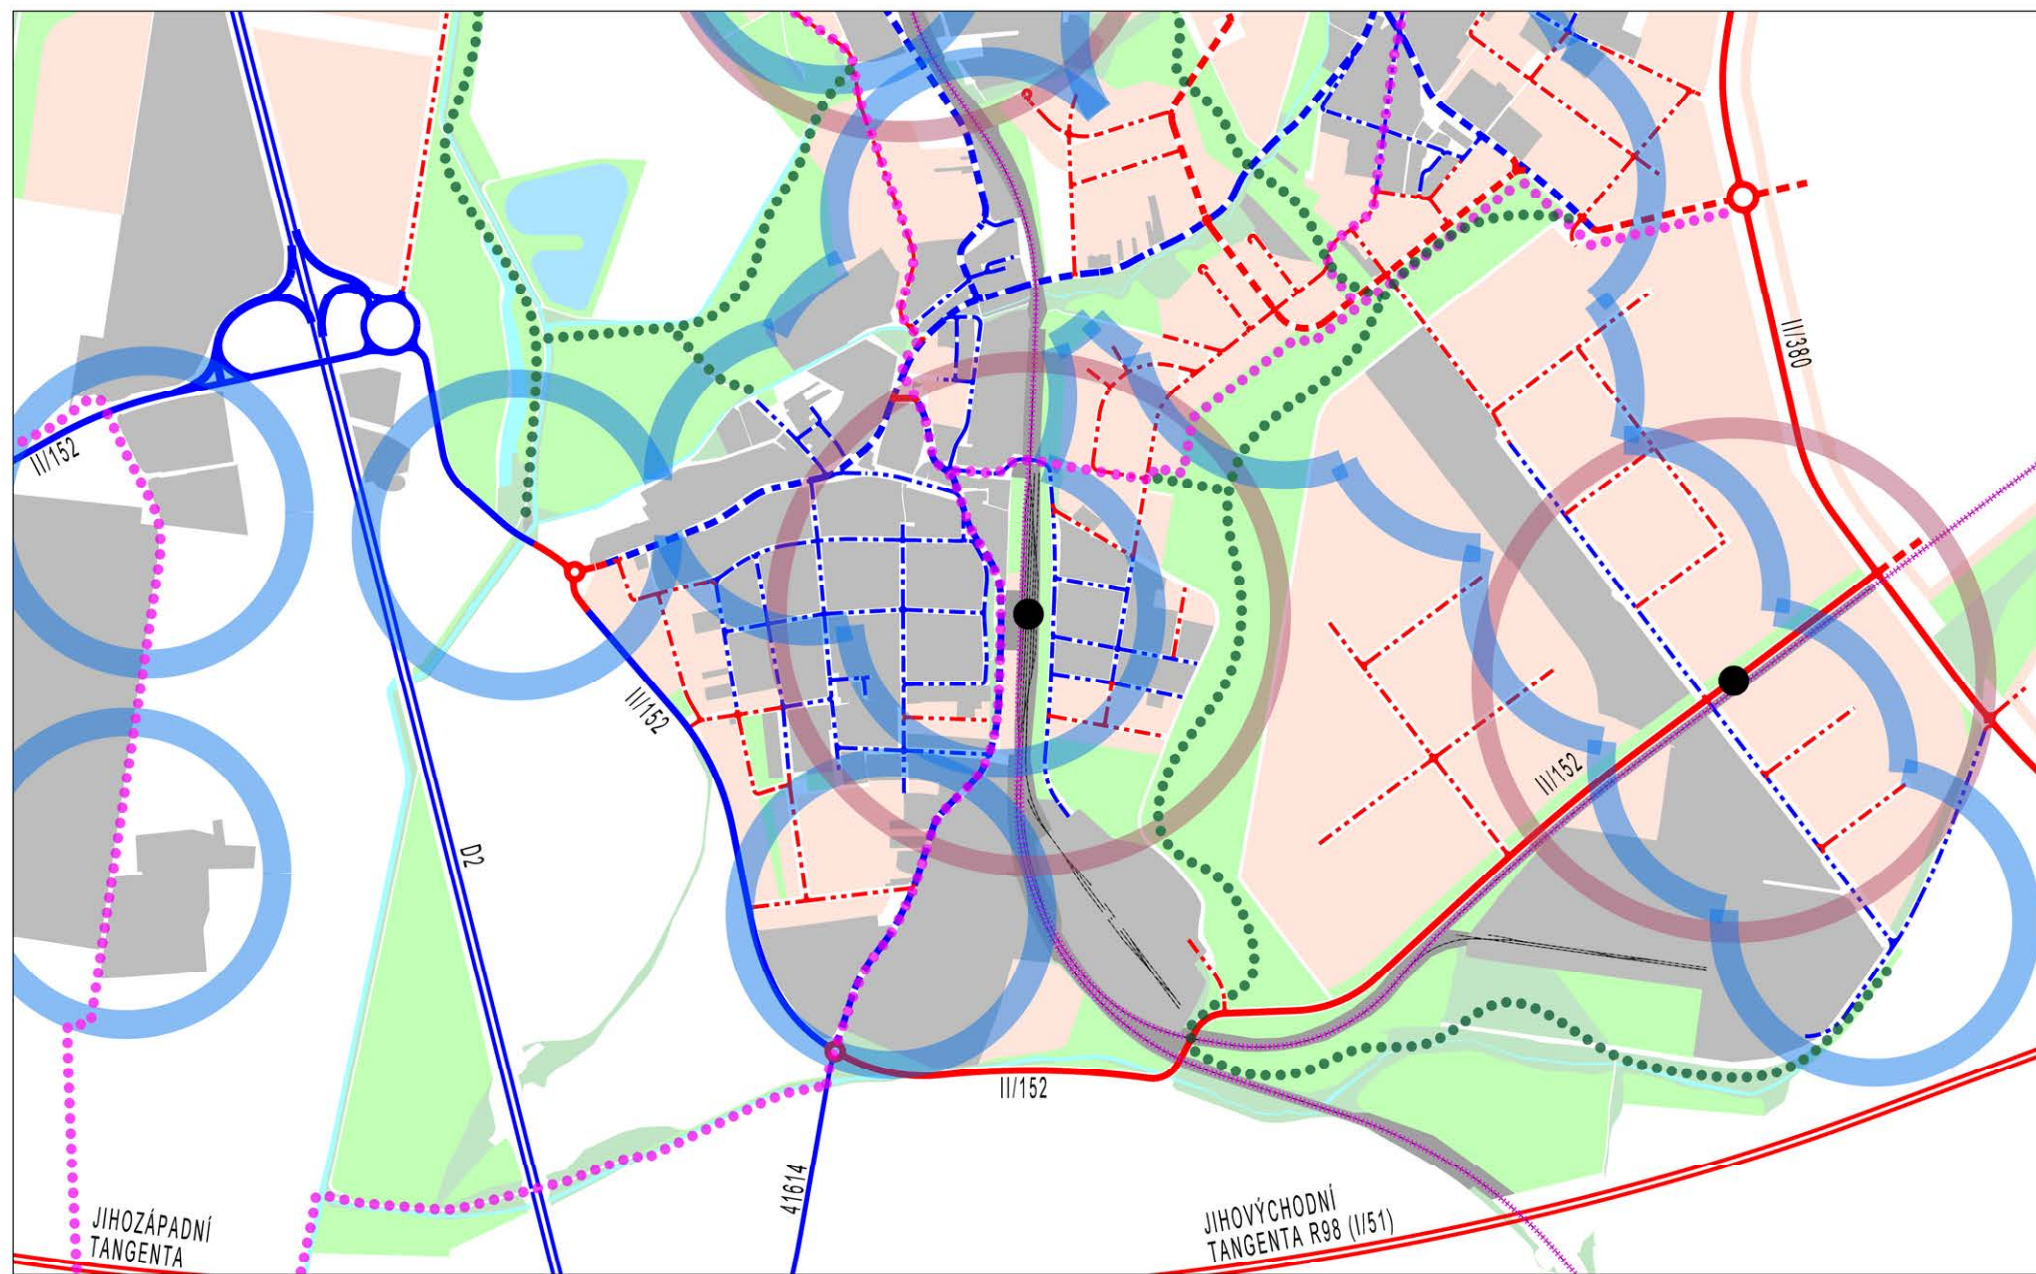 II/380
II/152
II/152
II/152
D2
II/152
41614
JIHOZÁPADNÍ
TANGENTA
JIHOVÝCHODNÍ
TANGENTA R98 (I/51)